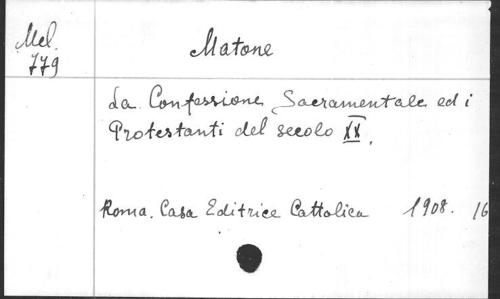 Mel.
779
Matone
La Confessione Sacramentale ed i
Protestanti del secolo XX.
Roma. Casa Editrice Cattolica 1908. 16